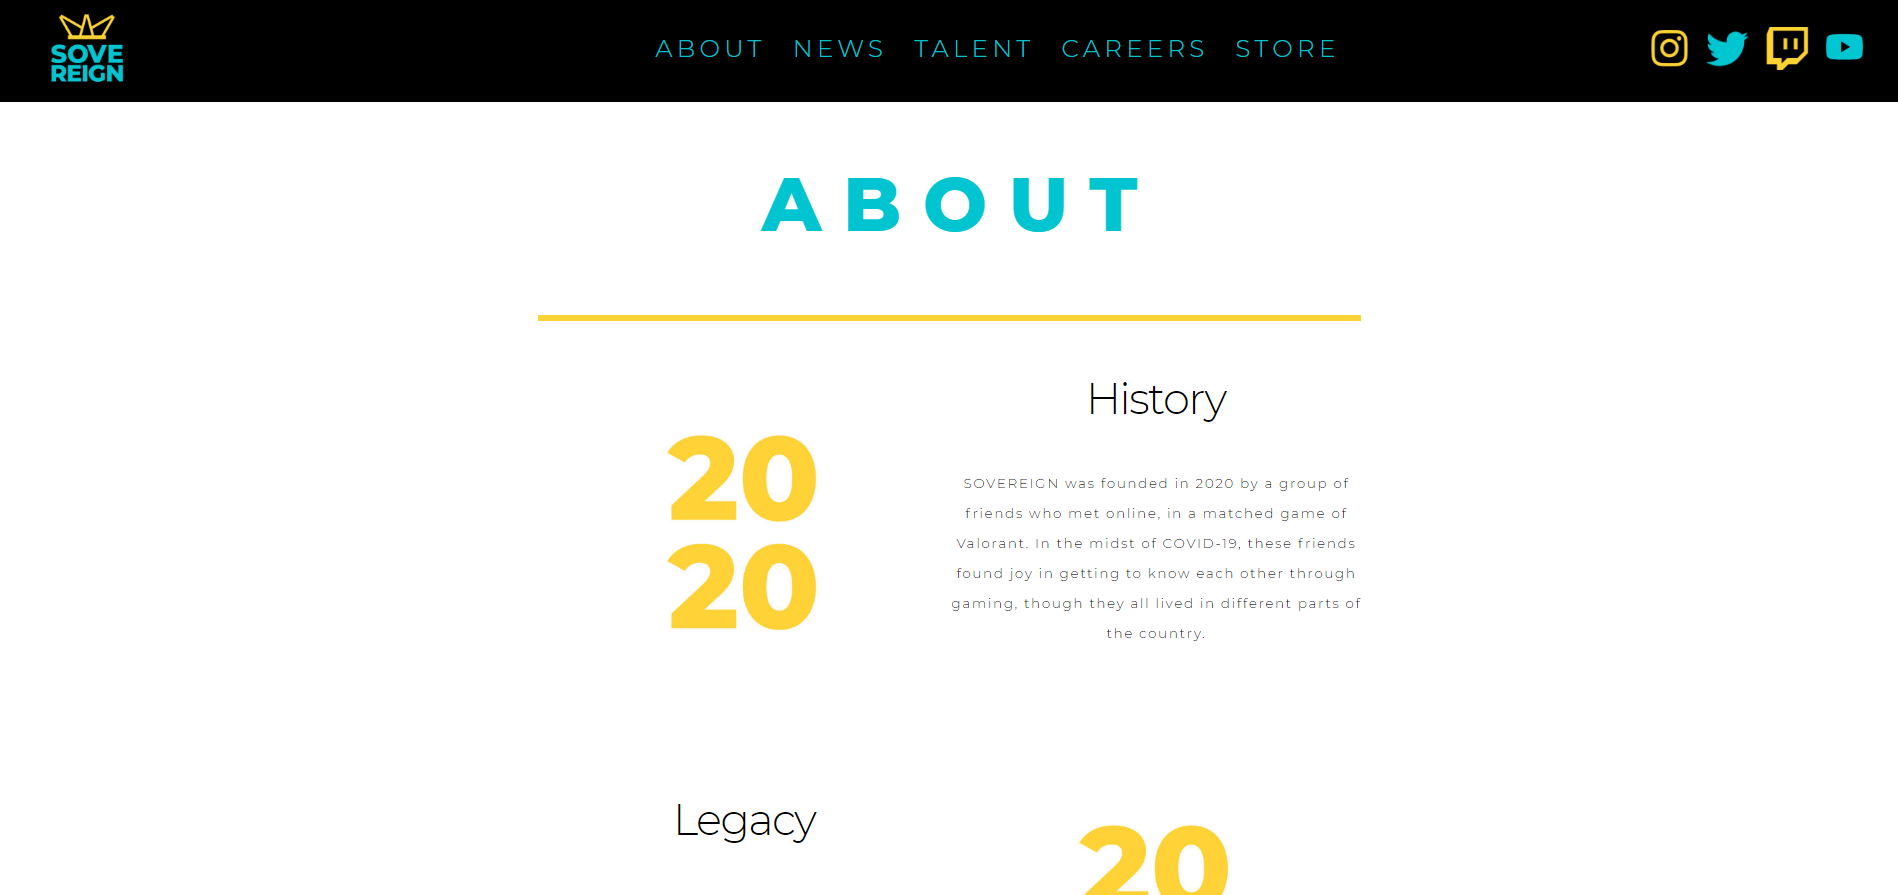 SOVE
REIGN
ABOUT NEWS TALENT CAREERS STORE
ABOUT
20
20
History
SOVEREIGN was founded in 2020 by a group of
friends who met online, in a matched game of
Valorant. In the midst of COVID-19, these friends
found joy in getting to know each other through
gaming, though they all lived in different parts of
the country.
Legacy
20